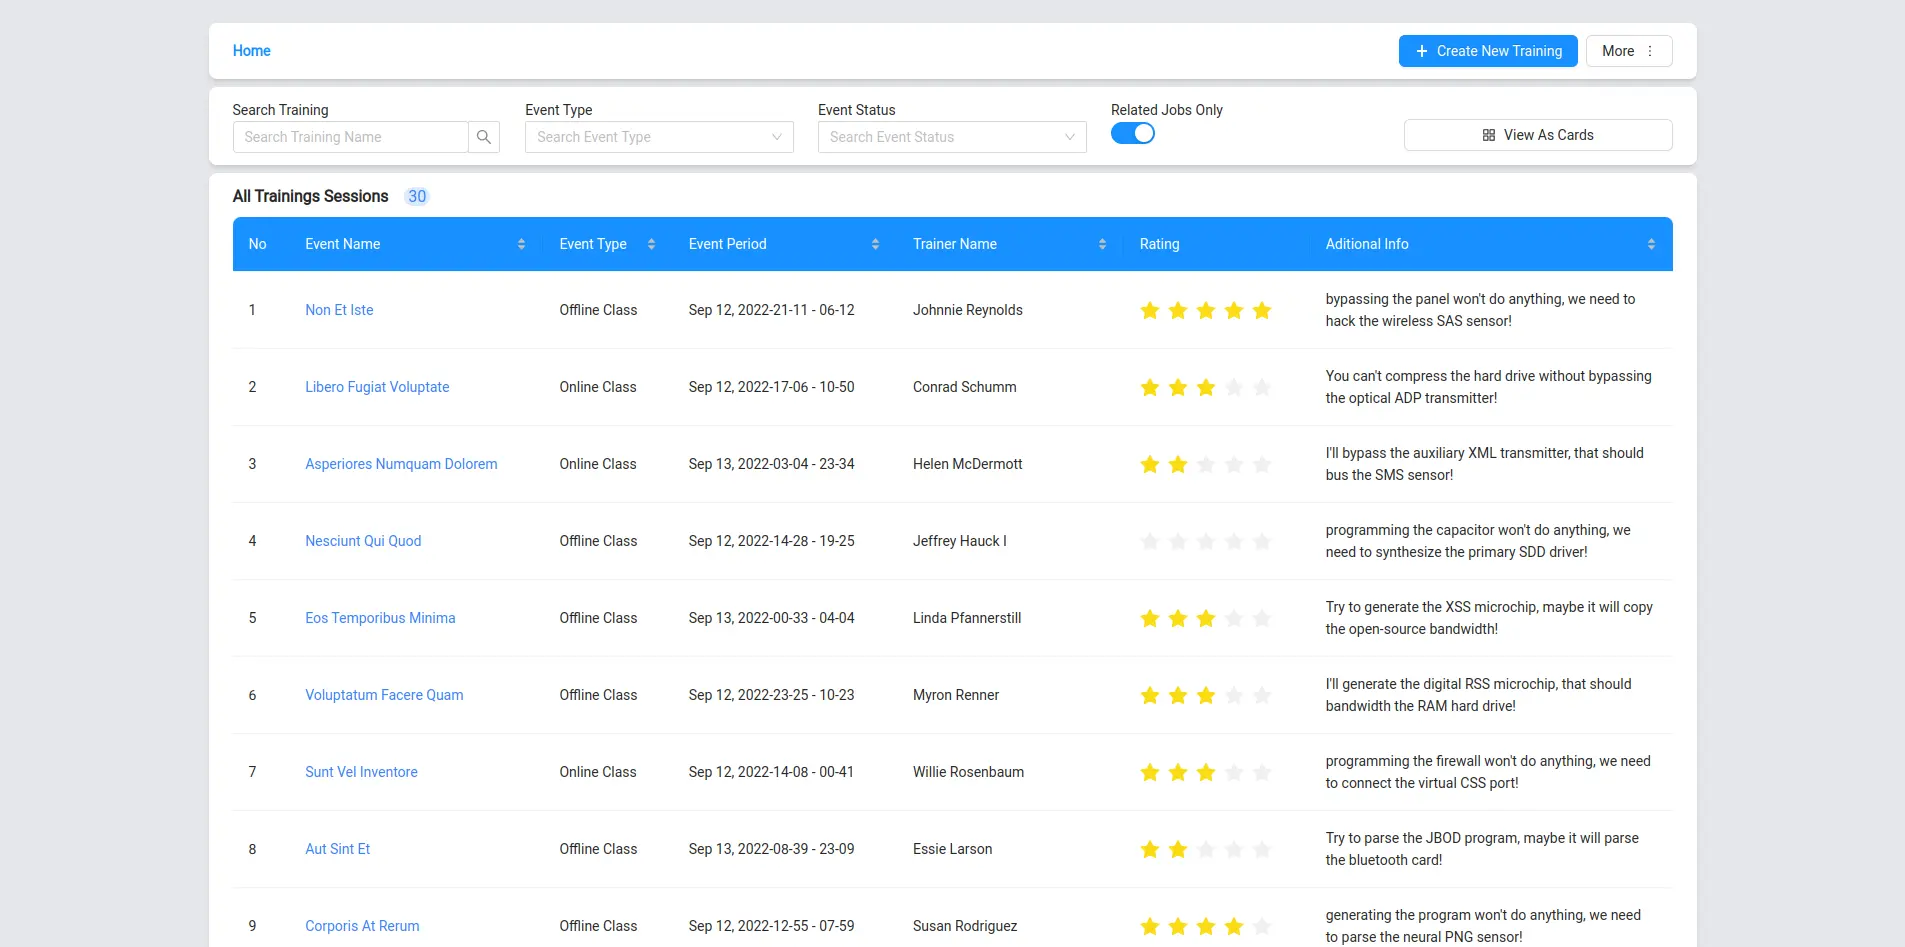 Home
Create New Training
More
Search Training
Event Type
Event Status
Related Jobs Only
Search Training Name
Search Event Type
Search Event Status
View As Cards
All Trainings Sessions 30
No Event Name Event Type Event Period Trainer Name Rating Aditional Info
1 Non Et Iste Offline Class Sep 12, 2022-21-11 - 06-12 Johnnie Reynolds bypassing the panel won't do anything, we need to
hack the wireless SAS sensor!
2 Libero Fugiat Voluptate Online Class Sep 12, 2022-17-06 - 10-50 Conrad Schumm You can't compress the hard drive without bypassing
the optical ADP transmitter!
3 Asperiores Numquam Dolorem Online Class Sep 13, 2022-03-04 - 23-34 Helen McDermott I'll bypass the auxiliary XML transmitter, that should
bus the SMS sensor!
4 Nesciunt Qui Quod Offline Class Sep 12, 2022-14-28 - 19-25 Jeffrey Hauck I programming the capacitor won't do anything, we
need to synthesize the primary SDD driver!
5 Eos Temporibus Minima Offline Class Sep 13, 2022-00-33 - 04-04 Linda Pfannerstill Try to generate the XSS microchip, maybe it will copy
the open-source bandwidth!
6 Voluptatum Facere Quam Offline Class Sep 12, 2022-23-25 - 10-23 Myron Renner I'll generate the digital RSS microchip, that should
bandwidth the RAM hard drive!
7 Sunt Vel Inventore Online Class Sep 12, 2022-14-08 - 00-41 Willie Rosenbaum programming the firewall won't do anything, we need
to connect the virtual CSS port!
8 Aut Sint Et Offline Class Sep 13, 2022-08-39 - 23-09 Essie Larson Try to parse the JBOD program, maybe it will parse
the bluetooth card!
9 Corporis At Rerum Offline Class Sep 12, 2022-12-55 - 07-59 Susan Rodriguez generating the program won't do anything, we need
to parse the neural PNG sensor!